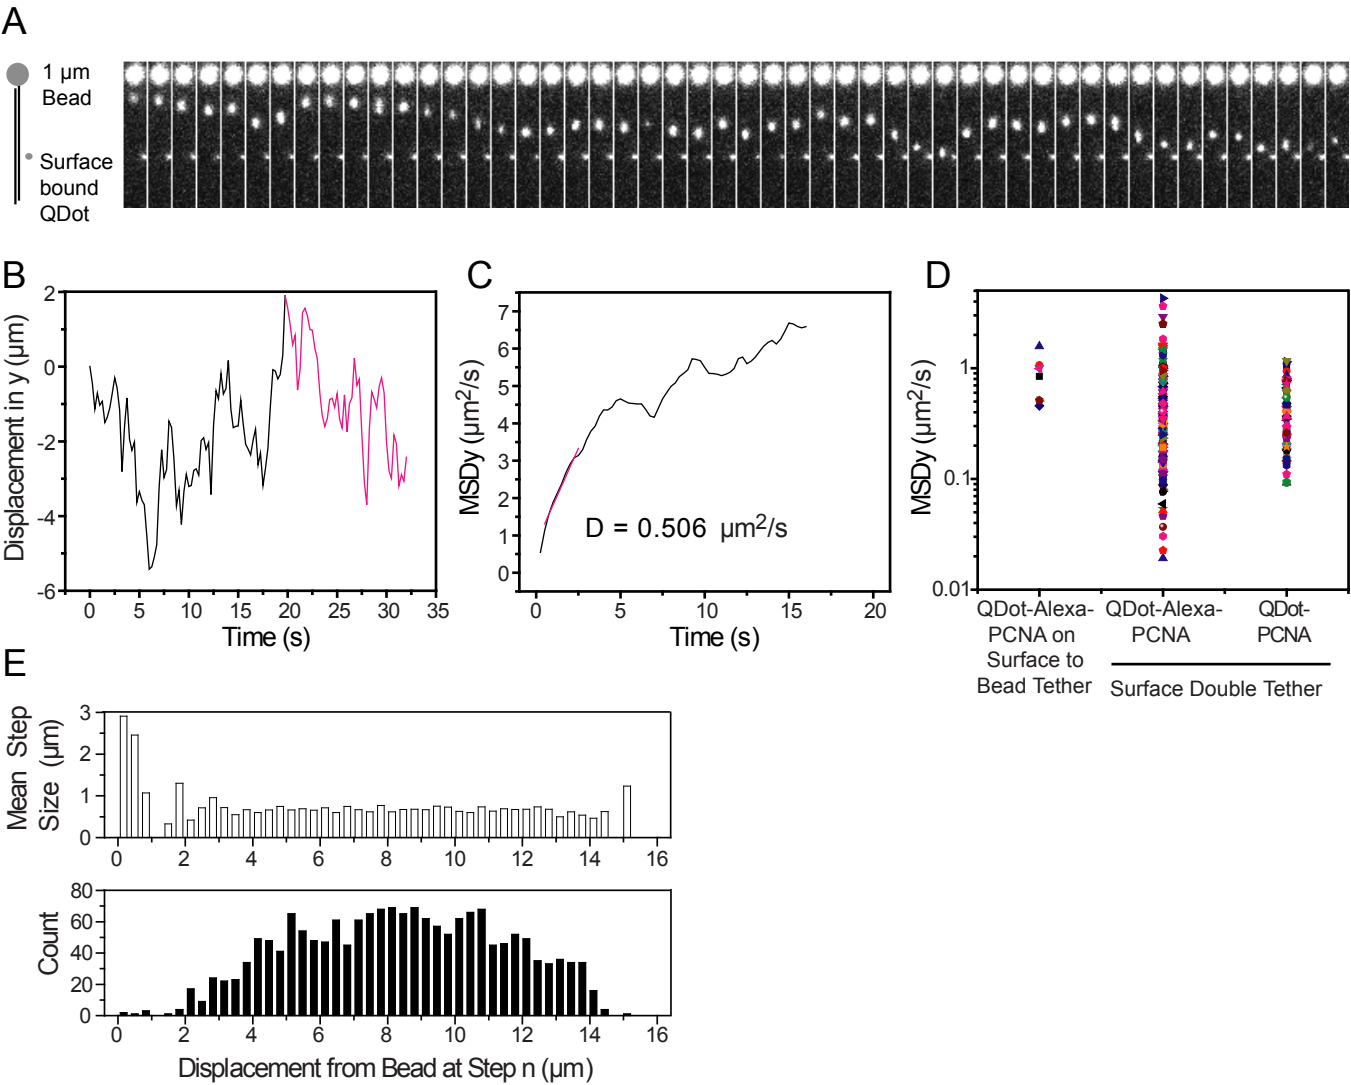 A
1 µm
Bead
Surface
bound
QDot
B
2
0
-2
-4
-6
Displacement in y (µm)
0 5 10 15 20 25 30 35
Time (s)
C
7
6
5
4
3
2
1
0
MSDy (µm²/s)
D = 0.506 µm²/s
0 5 10 15 20
Time (s)
D
1
0.1
0.01
MSDy (µm²/s)
QDot-Alexa-
PCNA on
Surface to
Bead Tether
QDot-Alexa-
PCNA
QDot-
PCNA
Surface Double Tether
E
3
2
1
0
Mean Step
Size (µm)
0 2 4 6 8 10 12 14 16
80
60
40
20
0
Count
0 2 4 6 8 10 12 14 16
Displacement from Bead at Step n (µm)